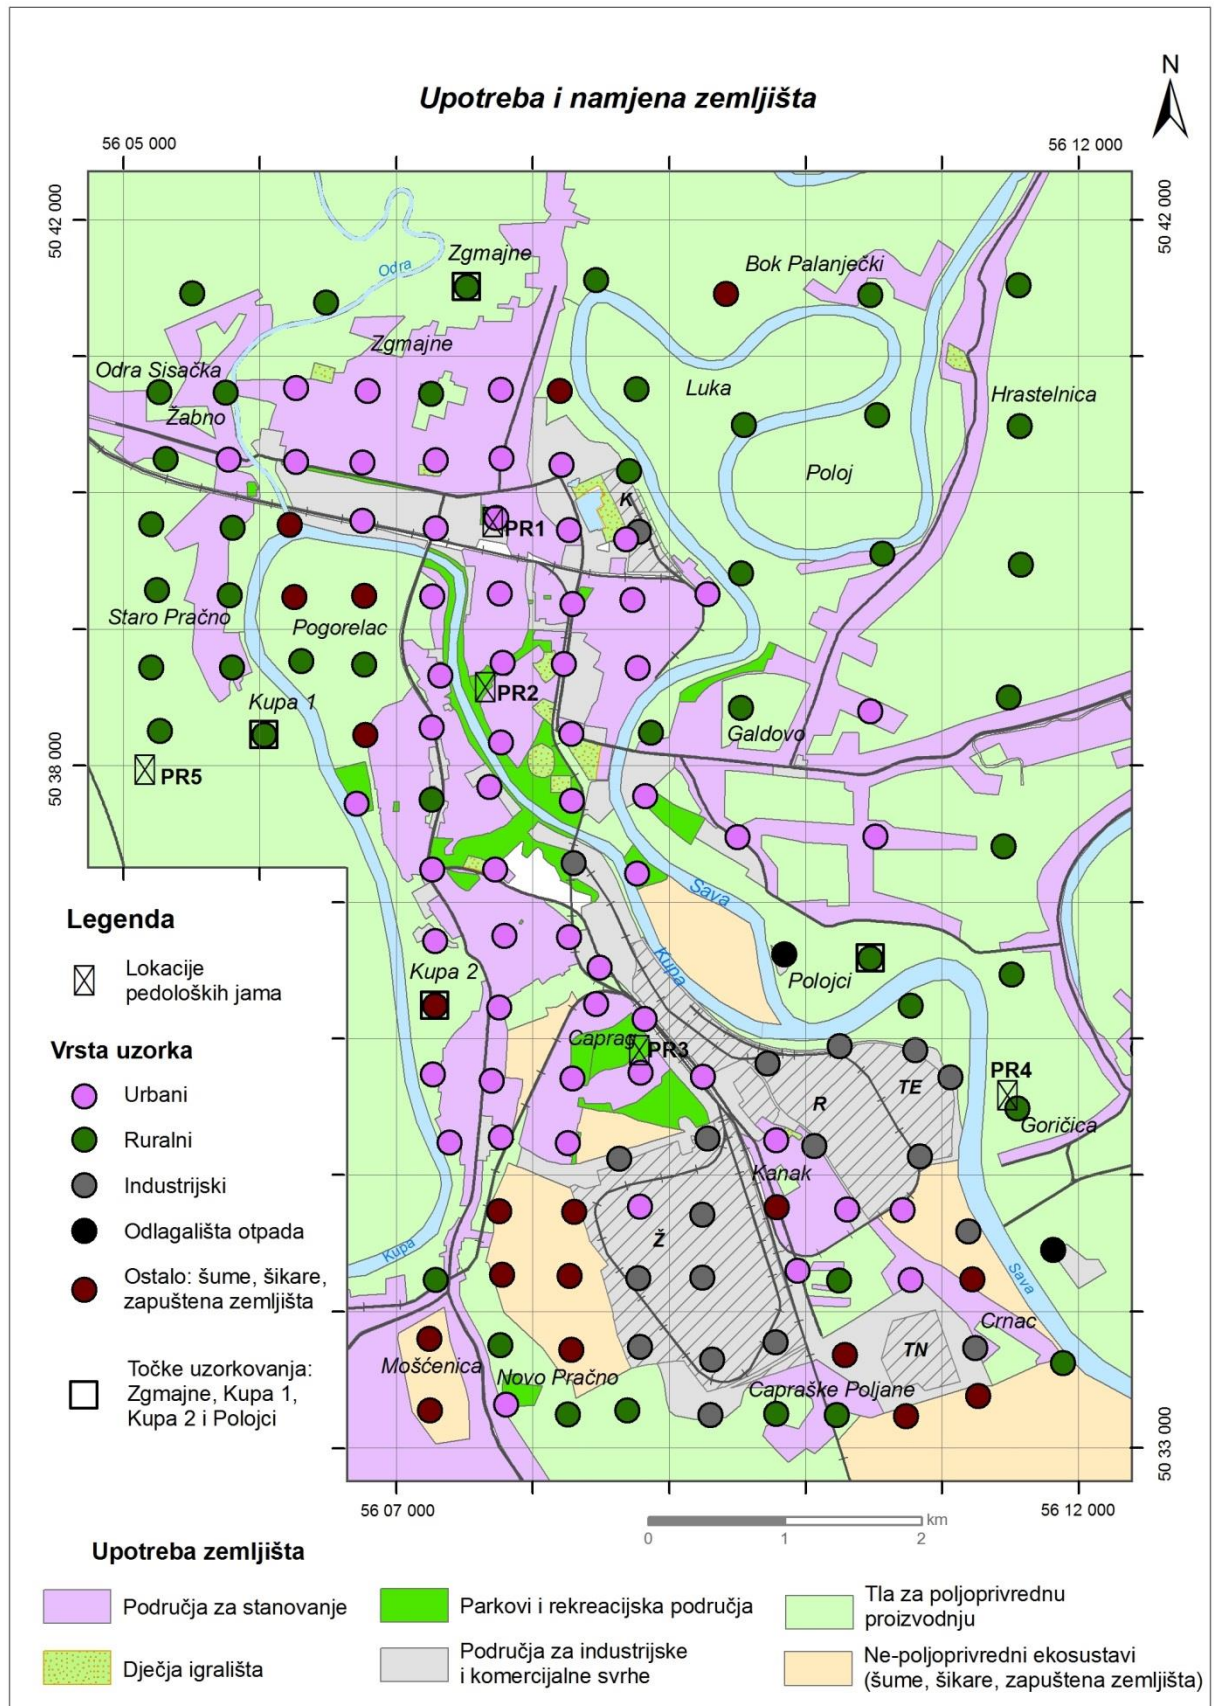 Upotreba i namjena zemljišta
N
56 05 000
56 12 000
50 42 000
50 42 000
Zgmajne
Odra
Bok Palanječki
Zgmajne
Odra Sisačka
Luka
Hrastelnica
Žabno
Poloj
K
PR1
Staro Pračno
Pogorelac
PR2
Kupa 1
Galdovo
50 38 000
50 38 000
PR5
Sava
Legenda
Lokacije
pedoloških jama
Kupa
Kupa 2
Polojci
Vrsta uzorka
Caprag
PR3
PR4
Urbani
R
TE
Goričica
Ruralni
Kanak
Industrijski
Ž
Odlagališta otpada
Kupa
Sava
Ostalo: šume, šikare,
zapuštena zemljišta
Crnac
TN
Mošćenica
Novo Pračno
Capraške Poljane
Točke uzorkovanja:
Zgmajne, Kupa 1,
Kupa 2 i Polojci
50 33 000
56 07 000
56 12 000
km
0 1 2
Upotreba zemljišta
Područja za stanovanje
Parkovi i rekreacijska područja
Tla za poljoprivrednu
proizvodnju
Dječja igrališta
Područja za industrijske
i komercijalne svrhe
Ne-poljoprivredni ekosustavi
(šume, šikare, zapuštena zemljišta)